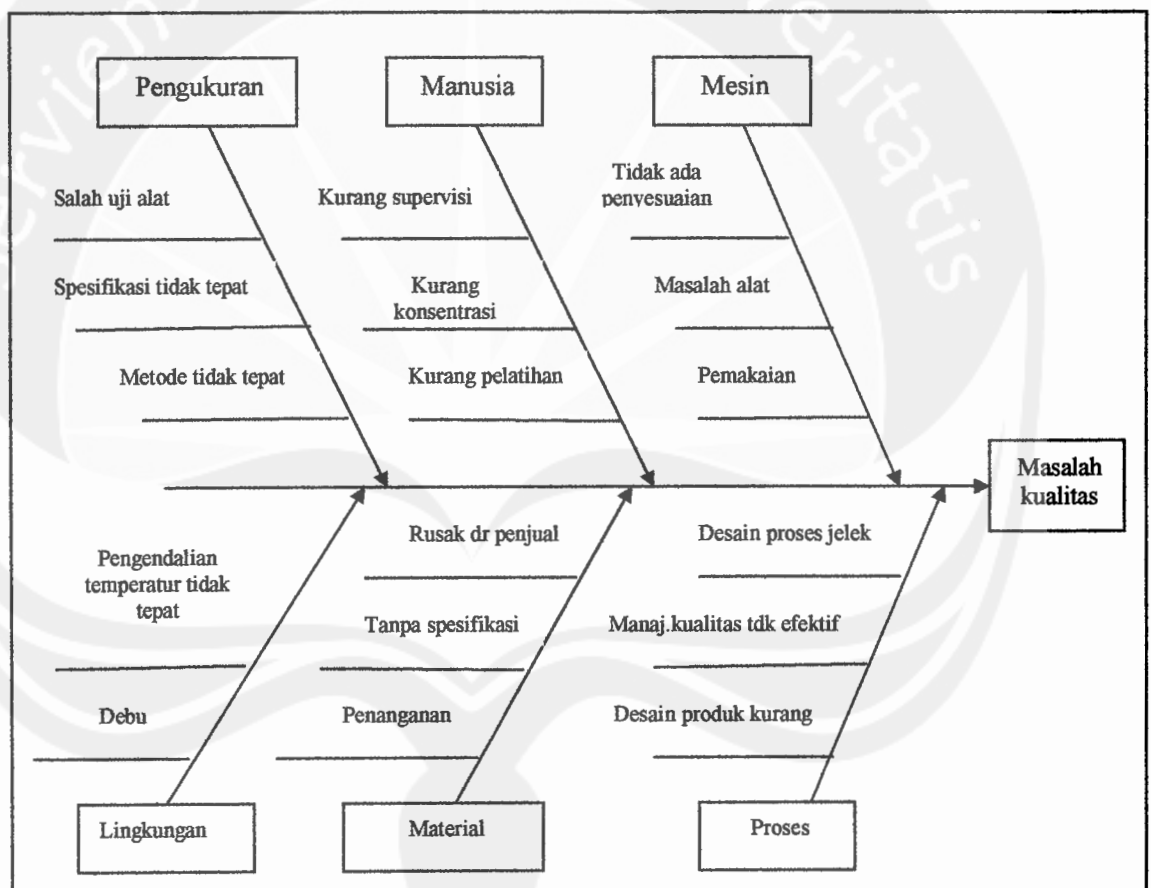 Serviens
veritatis
Pengukuran
Manusia
Mesin
Salah uji alat
Kurang supervisi
Tidak ada
penyesuaian
Spesifikasi tidak tepat
Kurang
konsentrasi
Masalah alat
Metode tidak tepat
Kurang pelatihan
Pemakaian
Masalah
kualitas
Pengendalian
temperatur tidak
tepat
Rusak dr penjual
Desain proses jelek
Tanpa spesifikasi
Manaj.kualitas tdk efektif
Debu
Penanganan
Desain produk kurang
Lingkungan
Material
Proses